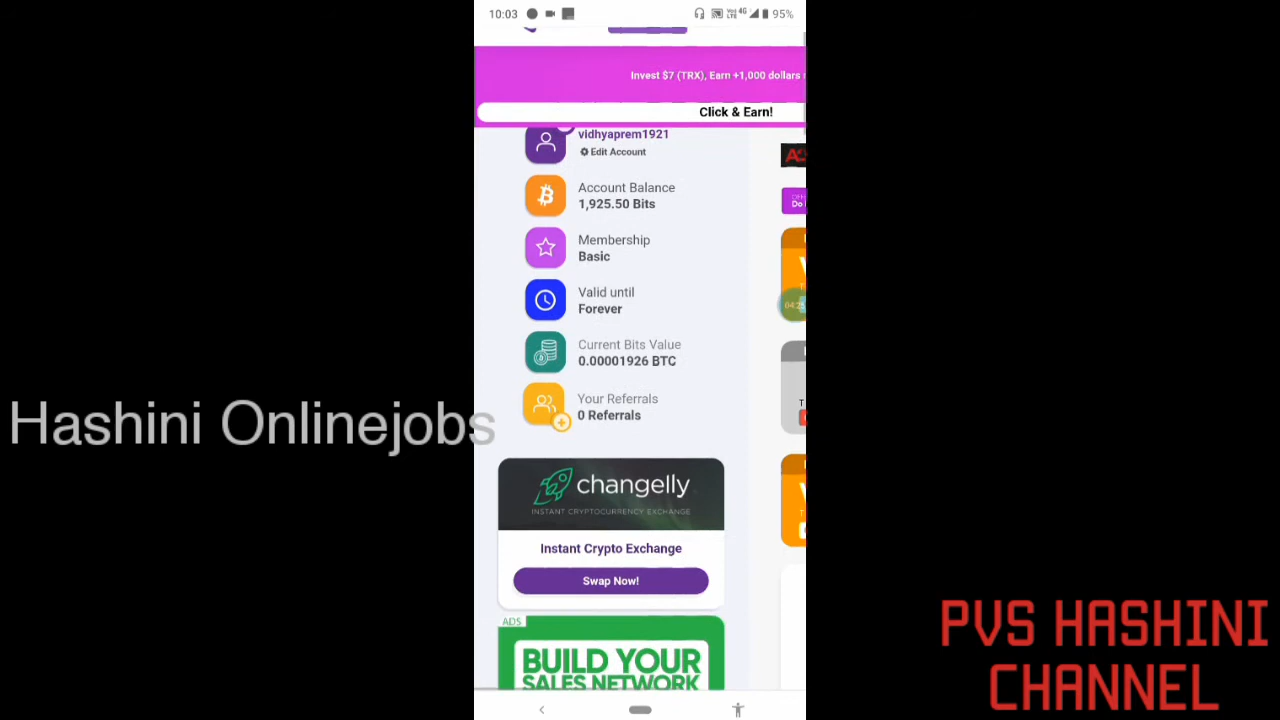 10:03
4G
95%
Invest $7 (TRX), Earn +1,000 dollars
Click & Earn!
vidhyaprem1921
Edit Account
Account Balance
1,925.50 Bits
Membership
Basic
Valid until
Forever
Current Bits Value
0.00001926 BTC
Your Referrals
0 Referrals
changelly
INSTANT CRYPTOCURRENCY EXCHANGE
Instant Crypto Exchange
Swap Now!
ADS
BUILD YOUR
SALES NETWORK
Hashini Onlinejobs
PVS HASHINI
CHANNEL